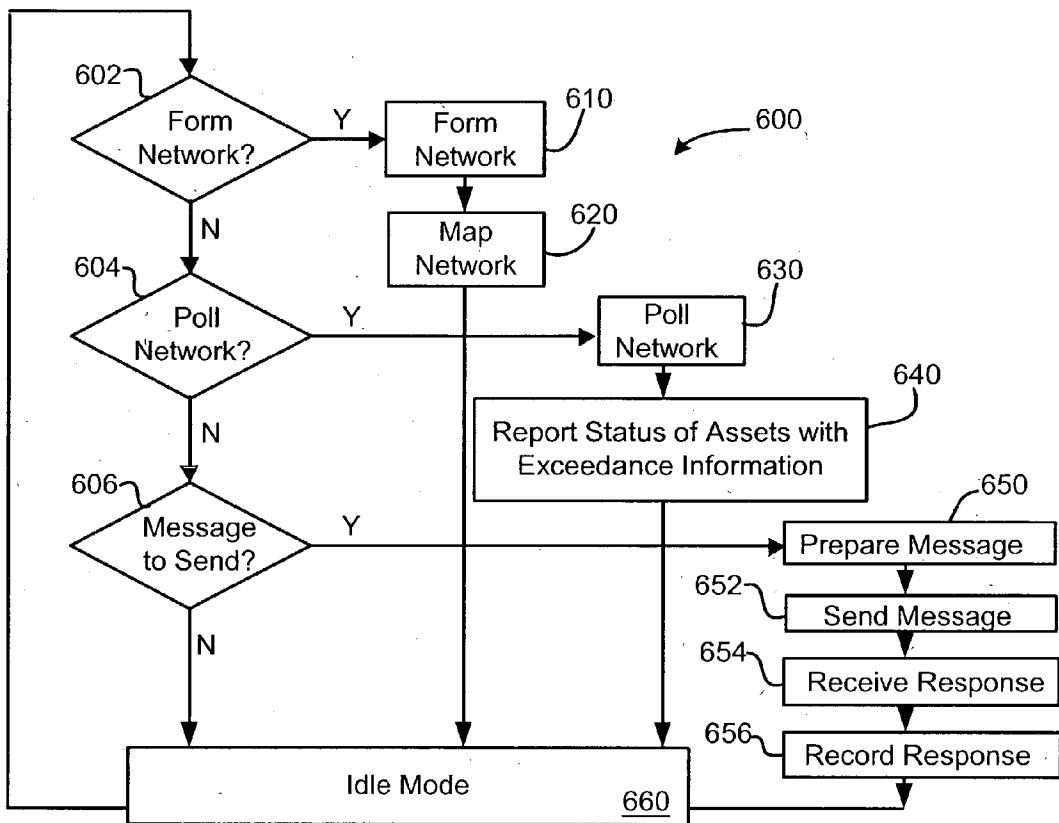 602
Form
Network?
Y
Form
Network
610
600
N
Map
Network
620
604
Poll
Network?
Y
Poll
Network
630
N
Report Status of Assets with
Exceedance Information
640
606
Message
to Send?
Y
Prepare Message
650
652
Send Message
N
654
Receive Response
656
Record Response
Idle Mode
660